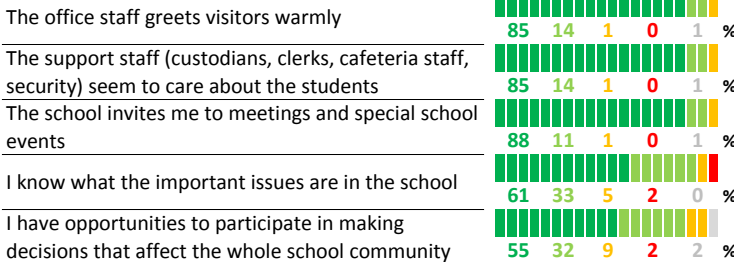 The office staff greets visitors warmly
85 14 1 0 1 %
The support staff (custodians, clerks, cafeteria staff,
security) seem to care about the students
85 14 1 0 1 %
The school invites me to meetings and special school
events
88 11 1 0 1 %
I know what the important issues are in the school
61 33 5 2 0 %
I have opportunities to participate in making
decisions that affect the whole school community
55 32 9 2 2 %